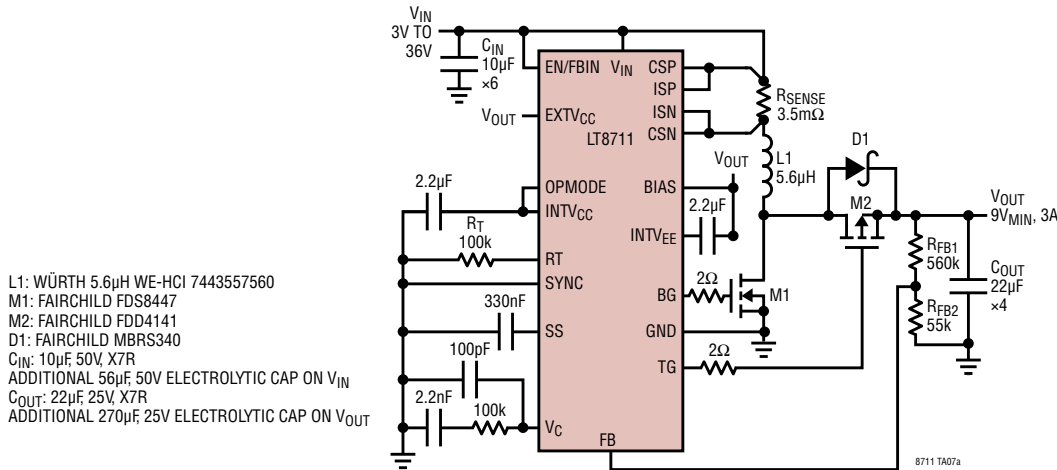 V_IN
3V TO
36V
C_IN
10µF
×6
EN/FBIN
V_IN
CSP
ISP
R_SENSE
3.5mΩ
V_OUT
EXTV_CC
ISN
CSN
LT8711
D1
V_OUT
L1
5.6µH
2.2µF
OPMODE
BIAS
M2
V_OUT
9V_MIN, 3A
INTV_CC
2.2µF
R_T
100k
INTV_EE
R_FB1
560k
RT
C_OUT
22µF
×4
SYNC
2Ω
BG
M1
R_FB2
55k
330nF
SS
GND
100pF
2Ω
TG
2.2nF
100k
V_C
FB
8711 TA07a
L1: WÜRTH 5.6µH WE-HCI 7443557560
M1: FAIRCHILD FDS8447
M2: FAIRCHILD FDD4141
D1: FAIRCHILD MBRS340
C_IN: 10µF, 50V, X7R
ADDITIONAL 56µF, 50V ELECTROLYTIC CAP ON V_IN
C_OUT: 22µF, 25V, X7R
ADDITIONAL 270µF, 25V ELECTROLYTIC CAP ON V_OUT